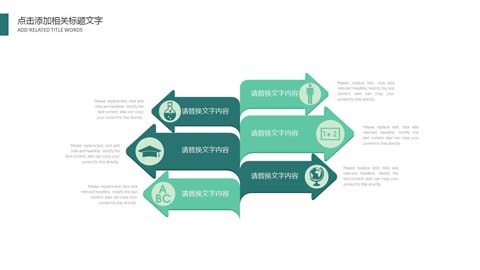 点击添加相关标题文字
ADD RELATED TITLE WORDS
请替换文字内容
Please replace text, click add
relevant headline, modify the
text content, also can copy
your content to this directly.
Please replace text, click add
relevant headline, modify the
text content, also can copy your
content to this directly.
请替换文字内容
请替换文字内容
1+2
Please replace text, click add
relevant headline, modify the
text content, also can copy
your content to this directly.
Please replace text, click add
relevant headline, modify the
text content, also can copy your
content to this directly.
请替换文字内容
请替换文字内容
Please replace text, click add
relevant headline, modify the
text content, also can copy
your content to this directly.
Please replace text, click add
relevant headline, modify the
text content, also can copy your
content to this directly.
A
BC
请替换文字内容